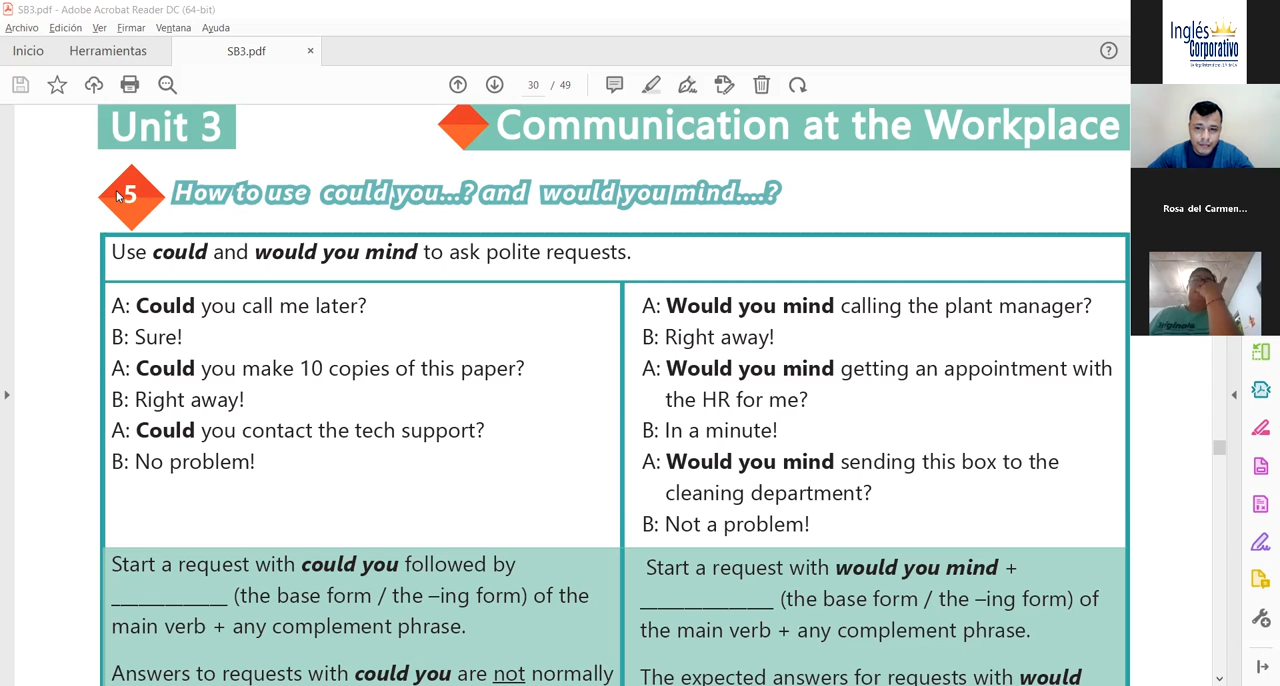 SB3.pdf - Adobe Acrobat Reader DC (64-bit)
Archivo Edición Ver Firmar Ventana Ayuda
Inicio Herramientas SB3.pdf ×
30 / 49
Unit 3 Communication at the Workplace
5 How to use could you...? and would you mind....?
Use could and would you mind to ask polite requests.
A: Could you call me later?
B: Sure!
A: Could you make 10 copies of this paper?
B: Right away!
A: Could you contact the tech support?
B: No problem!
A: Would you mind calling the plant manager?
B: Right away!
A: Would you mind getting an appointment with
the HR for me?
B: In a minute!
A: Would you mind sending this box to the
cleaning department?
B: Not a problem!
Start a request with could you followed by
____________ (the base form / the –ing form) of the
main verb + any complement phrase.
Answers to requests with could you are not normally
Start a request with would you mind +
______________ (the base form / the –ing form) of
the main verb + any complement phrase.
The expected answers for requests with would
Inglés
Corporativo
Rosa del Carmen...